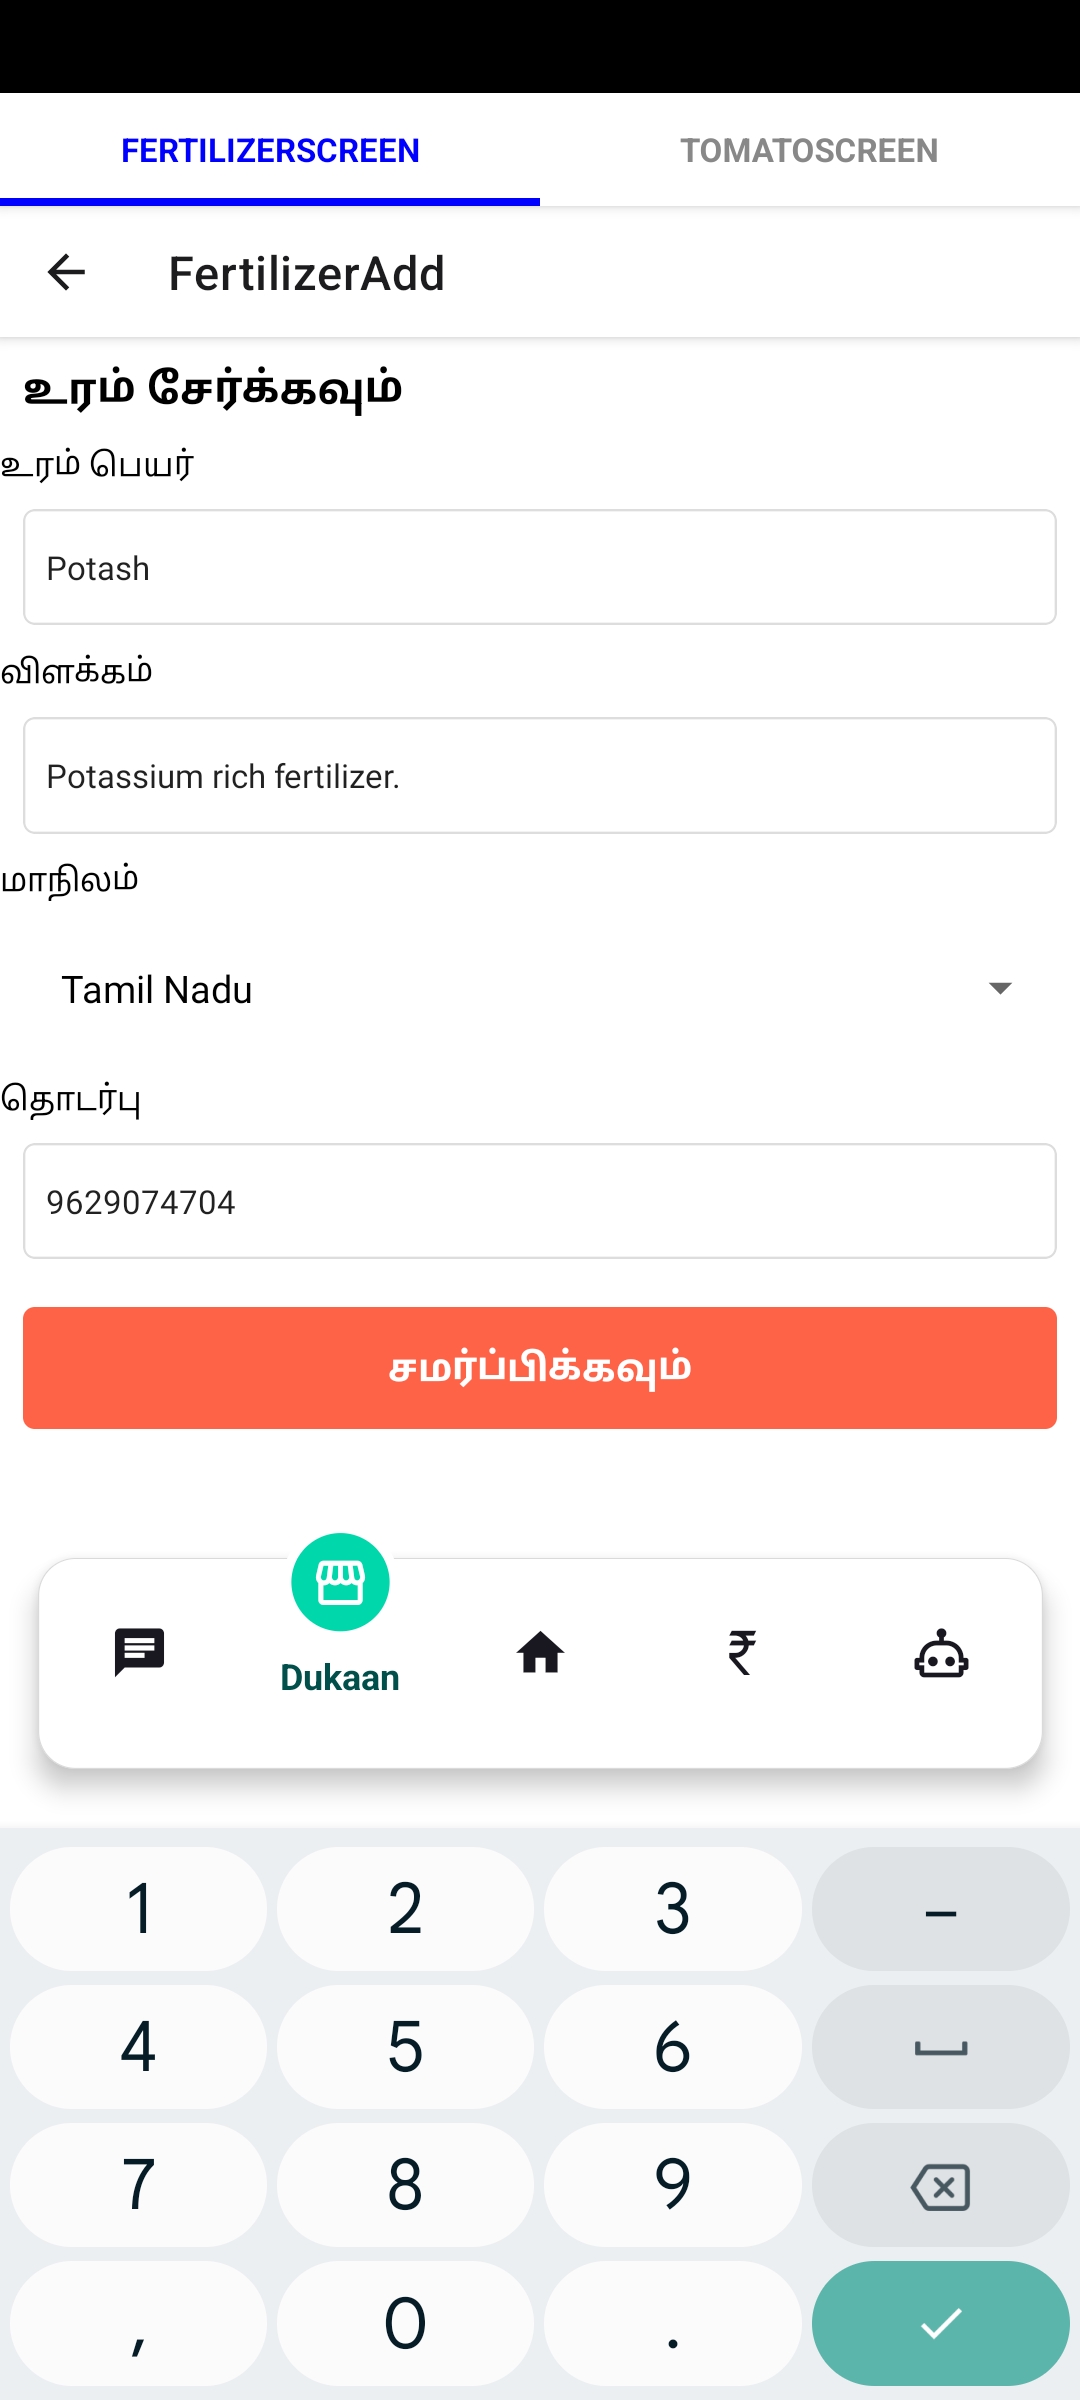 FERTILIZERSCREEN TOMATOSCREEN
FertilizerAdd
உரம் சேர்க்கவும்
உரம் பெயர்
Potash
விளக்கம்
Potassium rich fertilizer.
மாநிலம்
Tamil Nadu
தொடர்பு
9629074704
சமர்ப்பிக்கவும்
Dukaan
₹
1 2 3 –
4 5 6
7 8 9
, 0 .